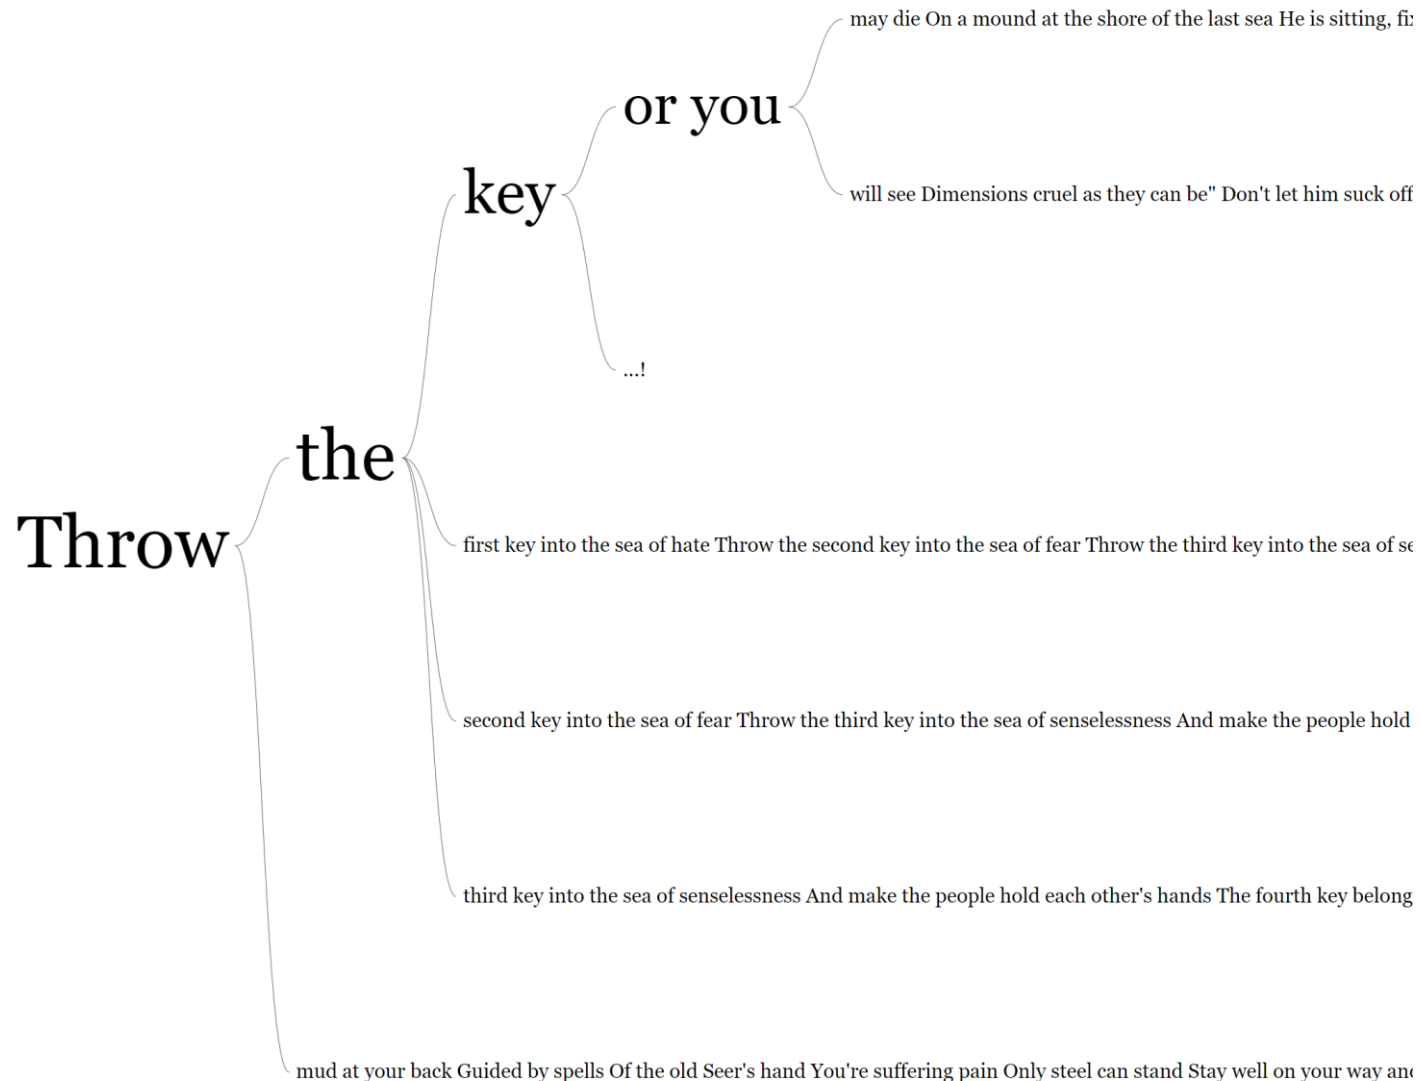 may die On a mound at the shore of the last sea He is sitting,
or you
key
will see Dimensions cruel as they can be" Don't let him suck off
...!
the
Throw
first key into the sea of hate Throw the second key into the sea of fear Throw the third key into the sea of
second key into the sea of fear Throw the third key into the sea of senselessness And make the people hold
third key into the sea of senselessness And make the people hold each other's hands The fourth key belong
mud at your back Guided by spells Of the old Seer's hand You're suffering pain Only steel can stand Stay well on your way and